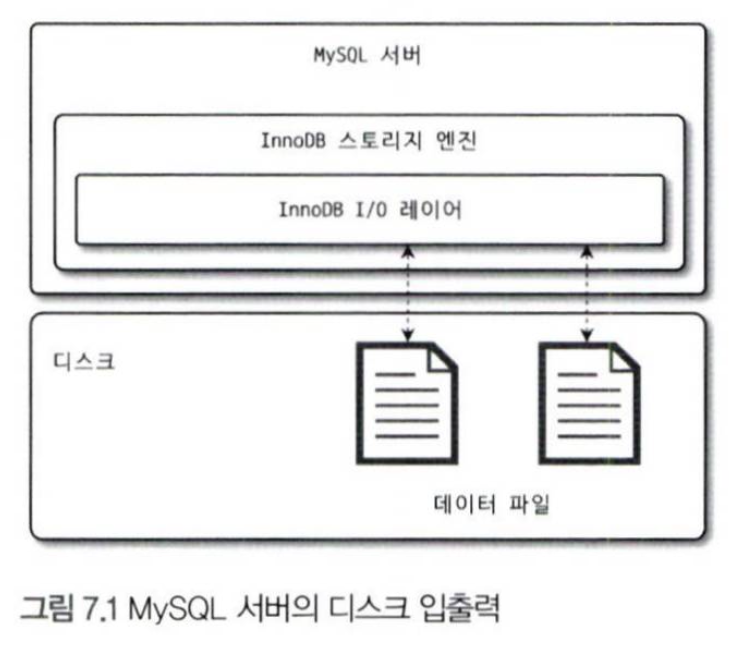 MySQL 서버
InnoDB 스토리지 엔진
InnoDB I/O 레이어
디스크
데이터 파일
그림 7.1 MySQL 서버의 디스크 입출력